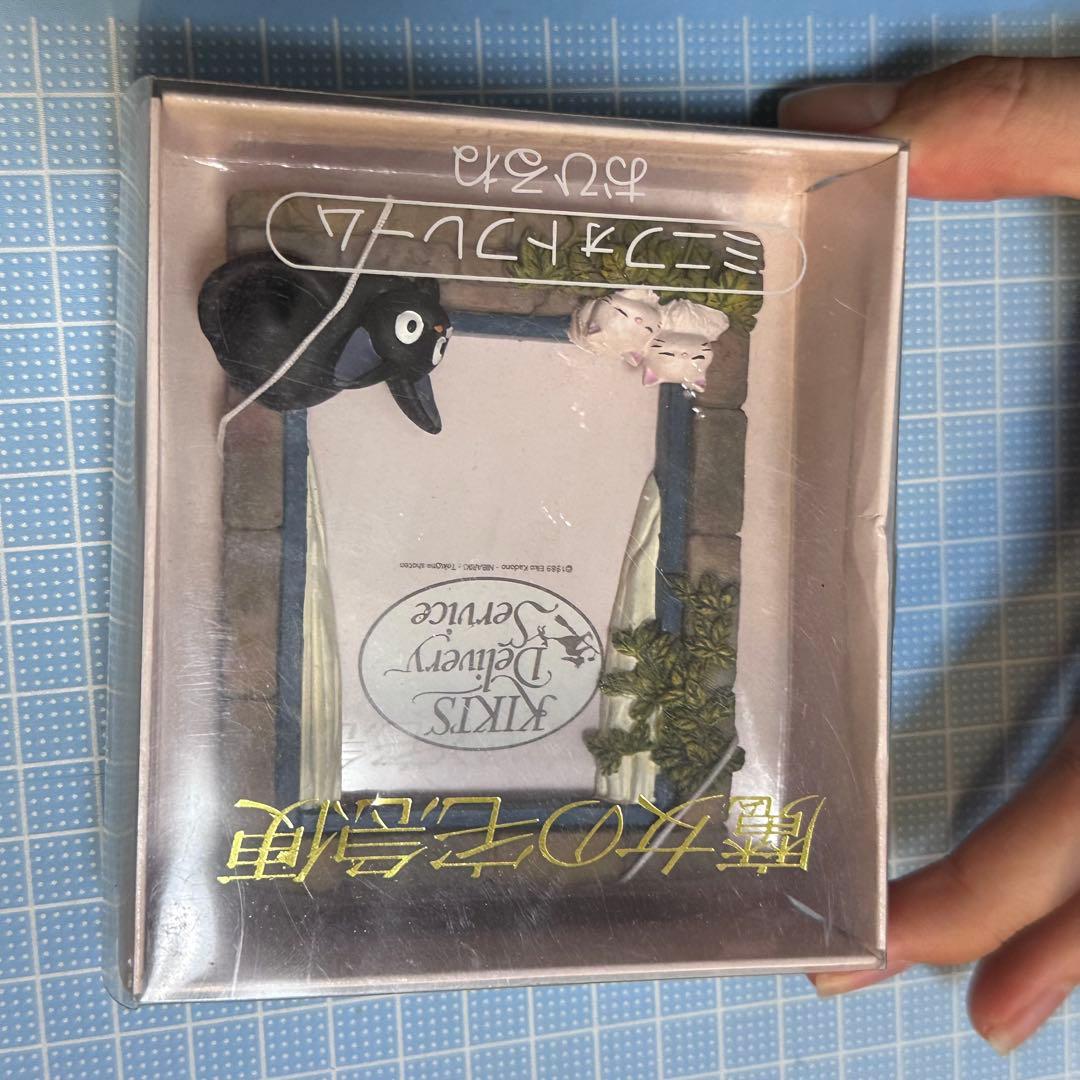 魔女の宅急便
KIKI'S
Delivery
Service
©1989 Eiko Kadono - NIBARIKI - Tokuma shoten
ミニフォトフレーム
おひるね